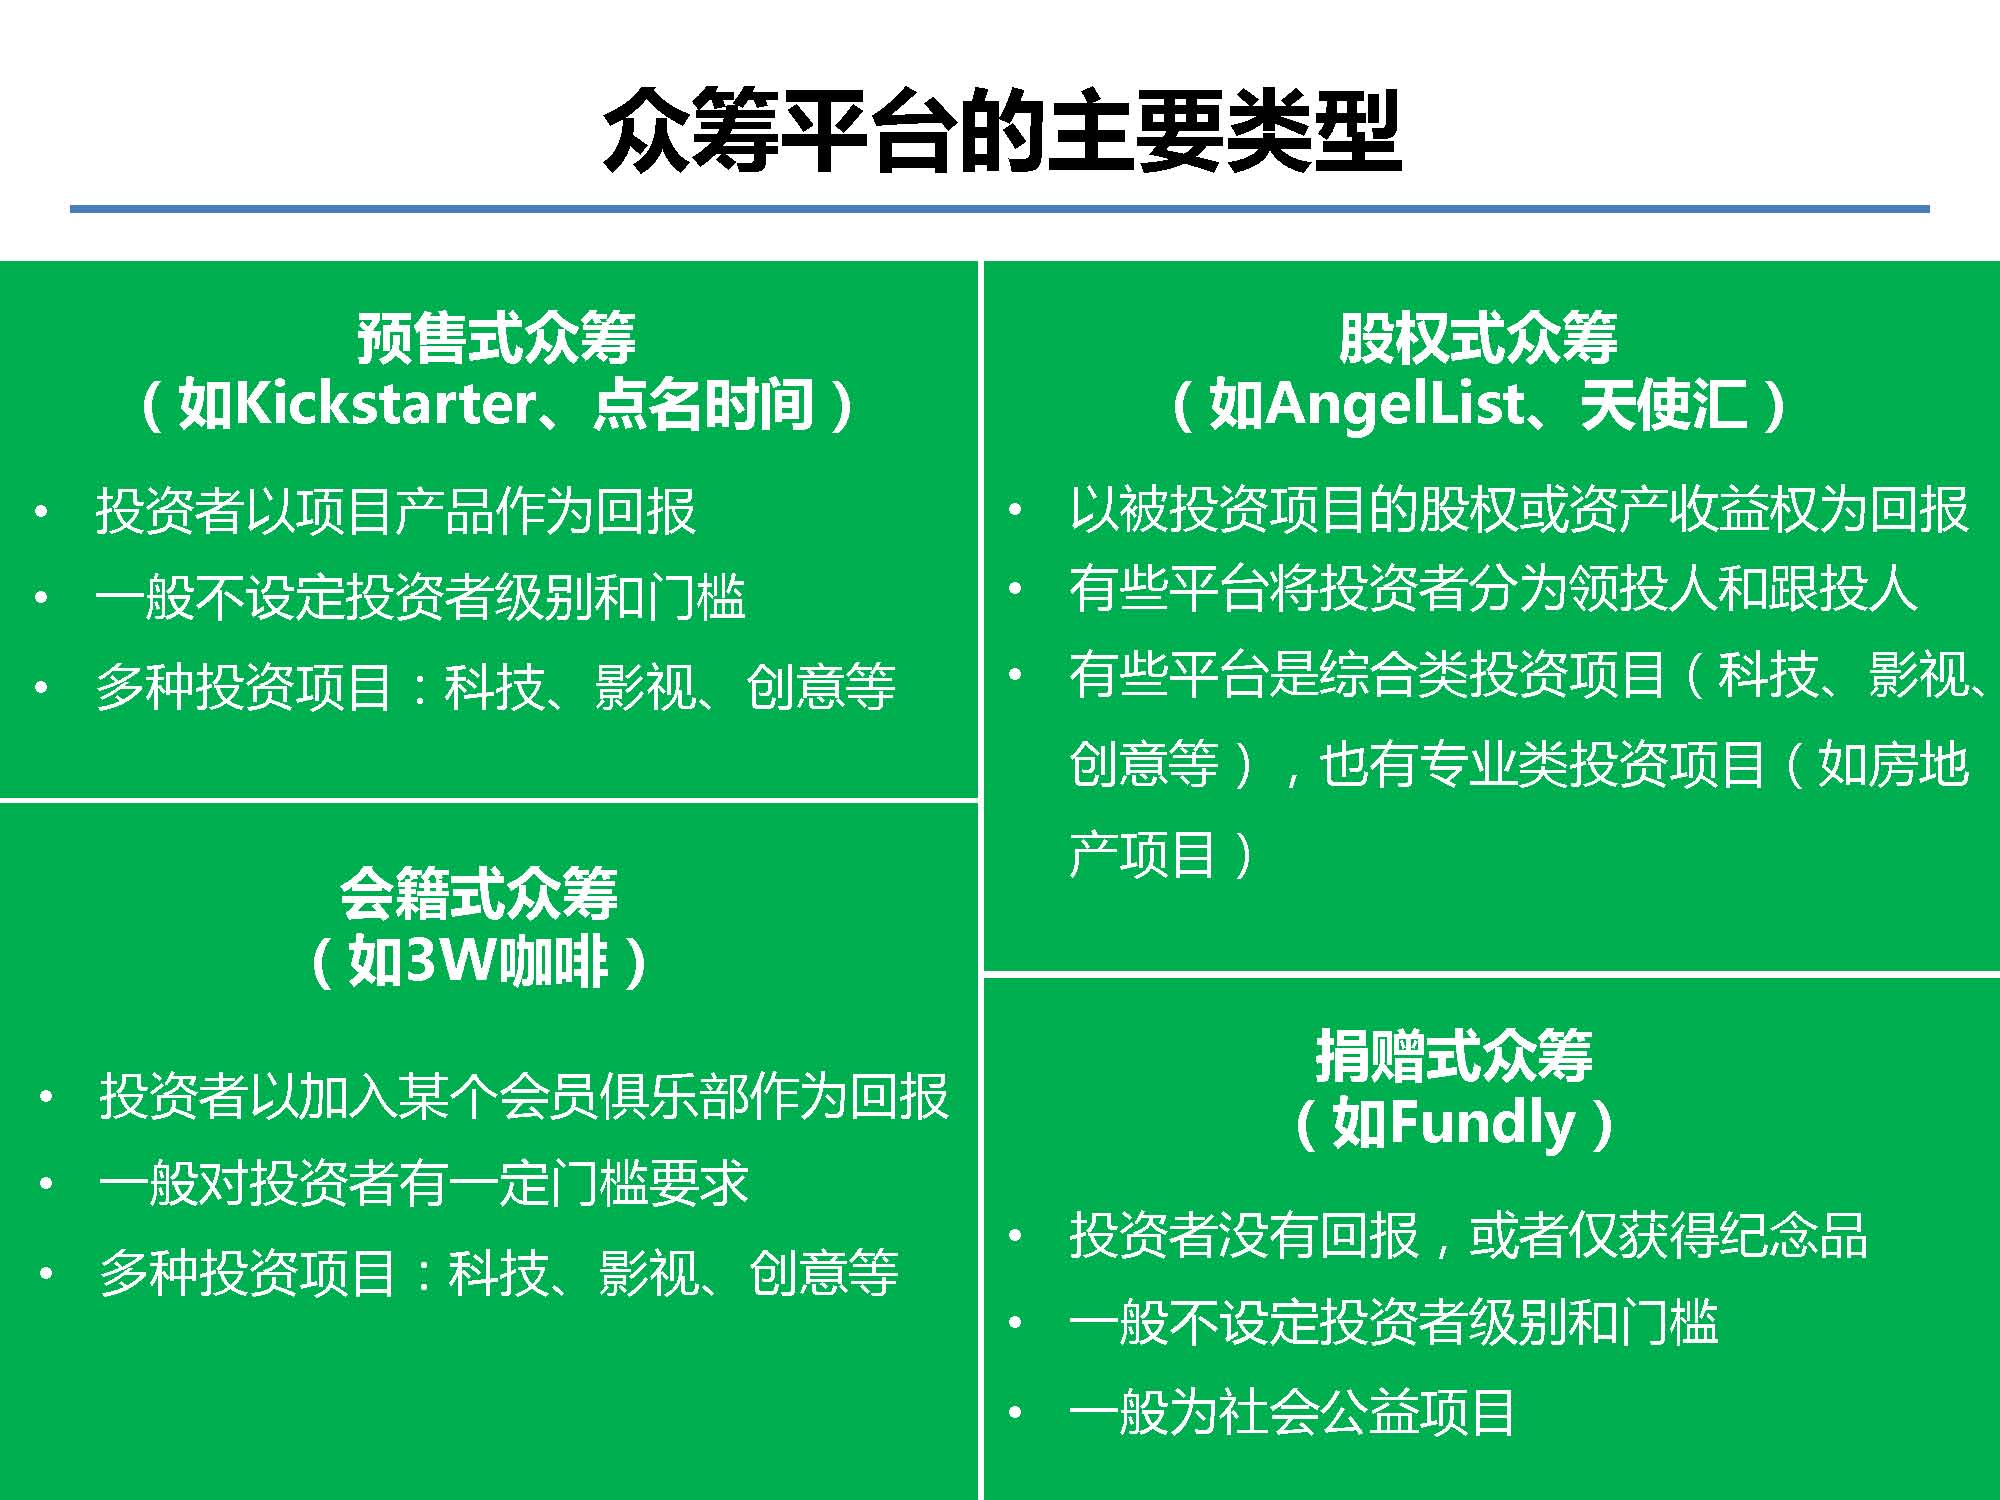 众筹平台的主要类型
预售式众筹
（如Kickstarter、点名时间）
• 投资者以项目产品作为回报
• 一般不设定投资者级别和门槛
• 多种投资项目：科技、影视、创意等
股权式众筹
（如AngelList、天使汇）
• 以被投资项目的股权或资产收益权为回报
• 有些平台将投资者分为领投人和跟投人
• 有些平台是综合类投资项目（科技、影视、
创意等），也有专业类投资项目（如房地
产项目）
会籍式众筹
（如3W咖啡）
• 投资者以加入某个会员俱乐部作为回报
• 一般对投资者有一定门槛要求
• 多种投资项目：科技、影视、创意等
捐赠式众筹
（如Fundly）
• 投资者没有回报，或者仅获得纪念品
• 一般不设定投资者级别和门槛
• 一般为社会公益项目